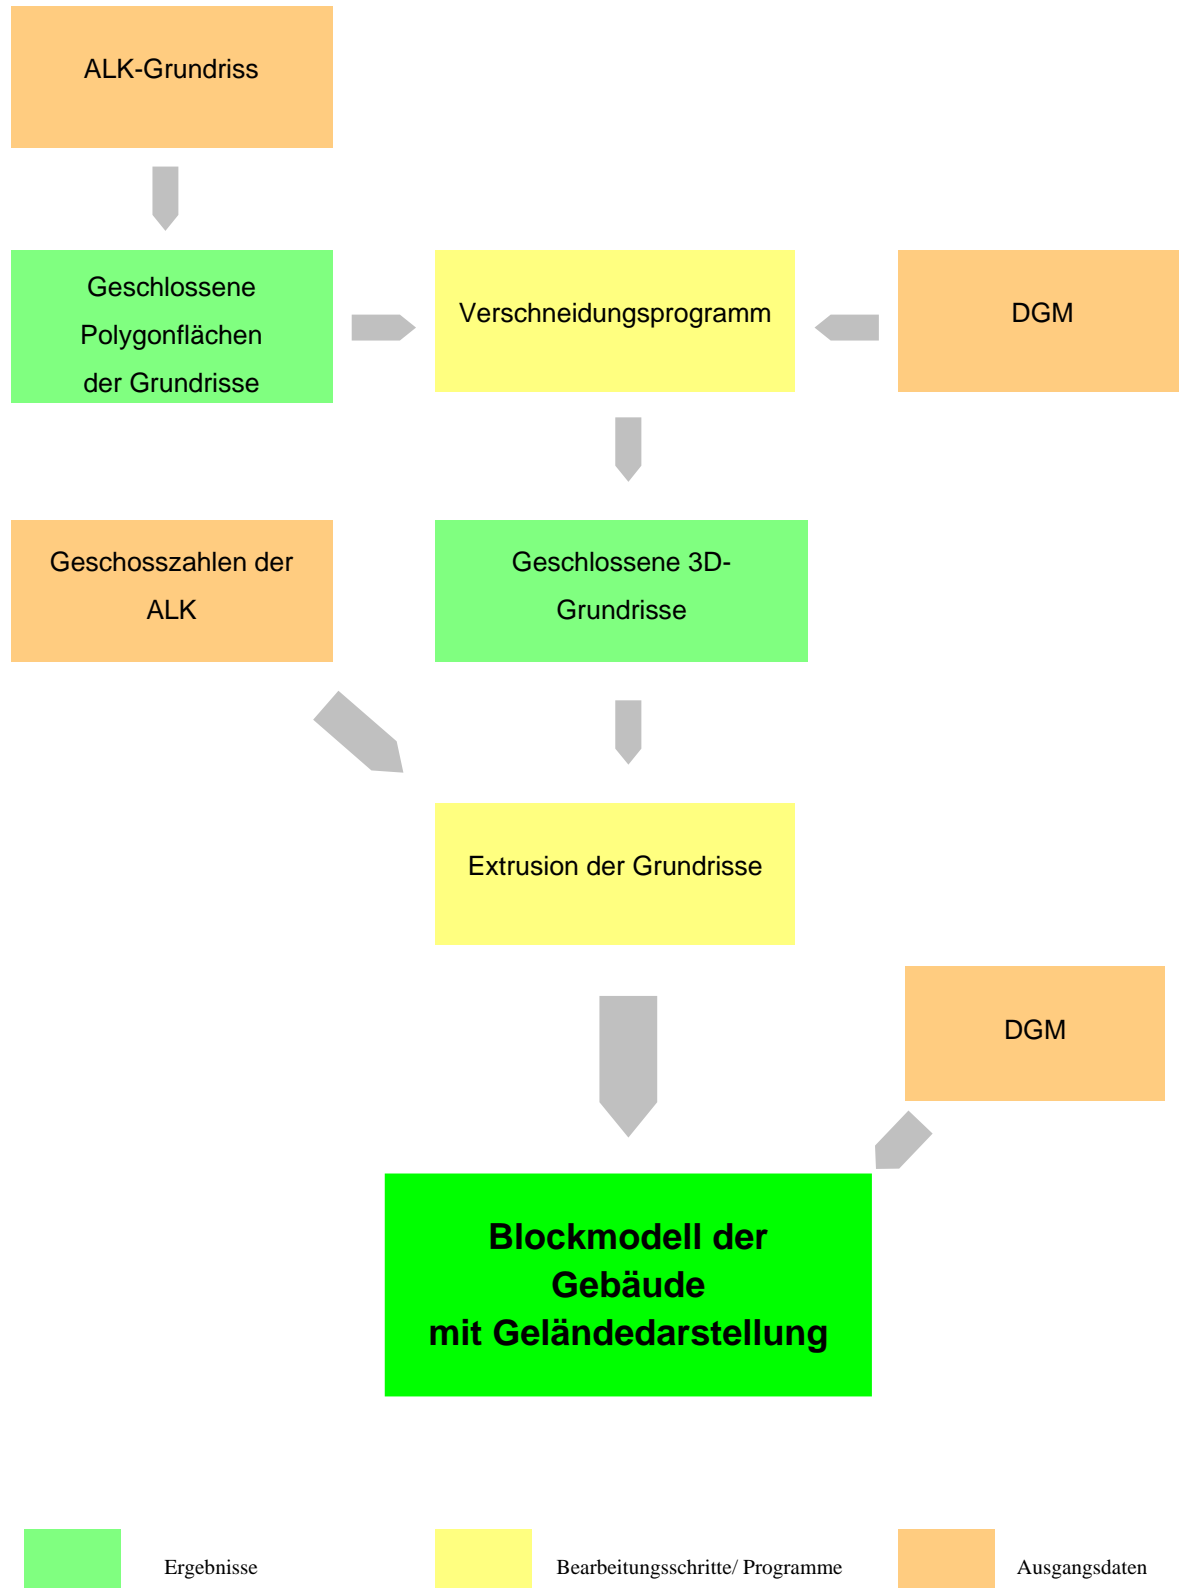 ALK-Grundriss
Geschlossene
Polygonflächen
der Grundrisse
Verschneidungsprogramm
DGM
Geschosszahlen der
ALK
Geschlossene 3D-
Grundrisse
Extrusion der Grundrisse
DGM
Blockmodell der
Gebäude
mit Geländedarstellung
Ergebnisse
Bearbeitungsschritte/ Programme
Ausgangsdaten